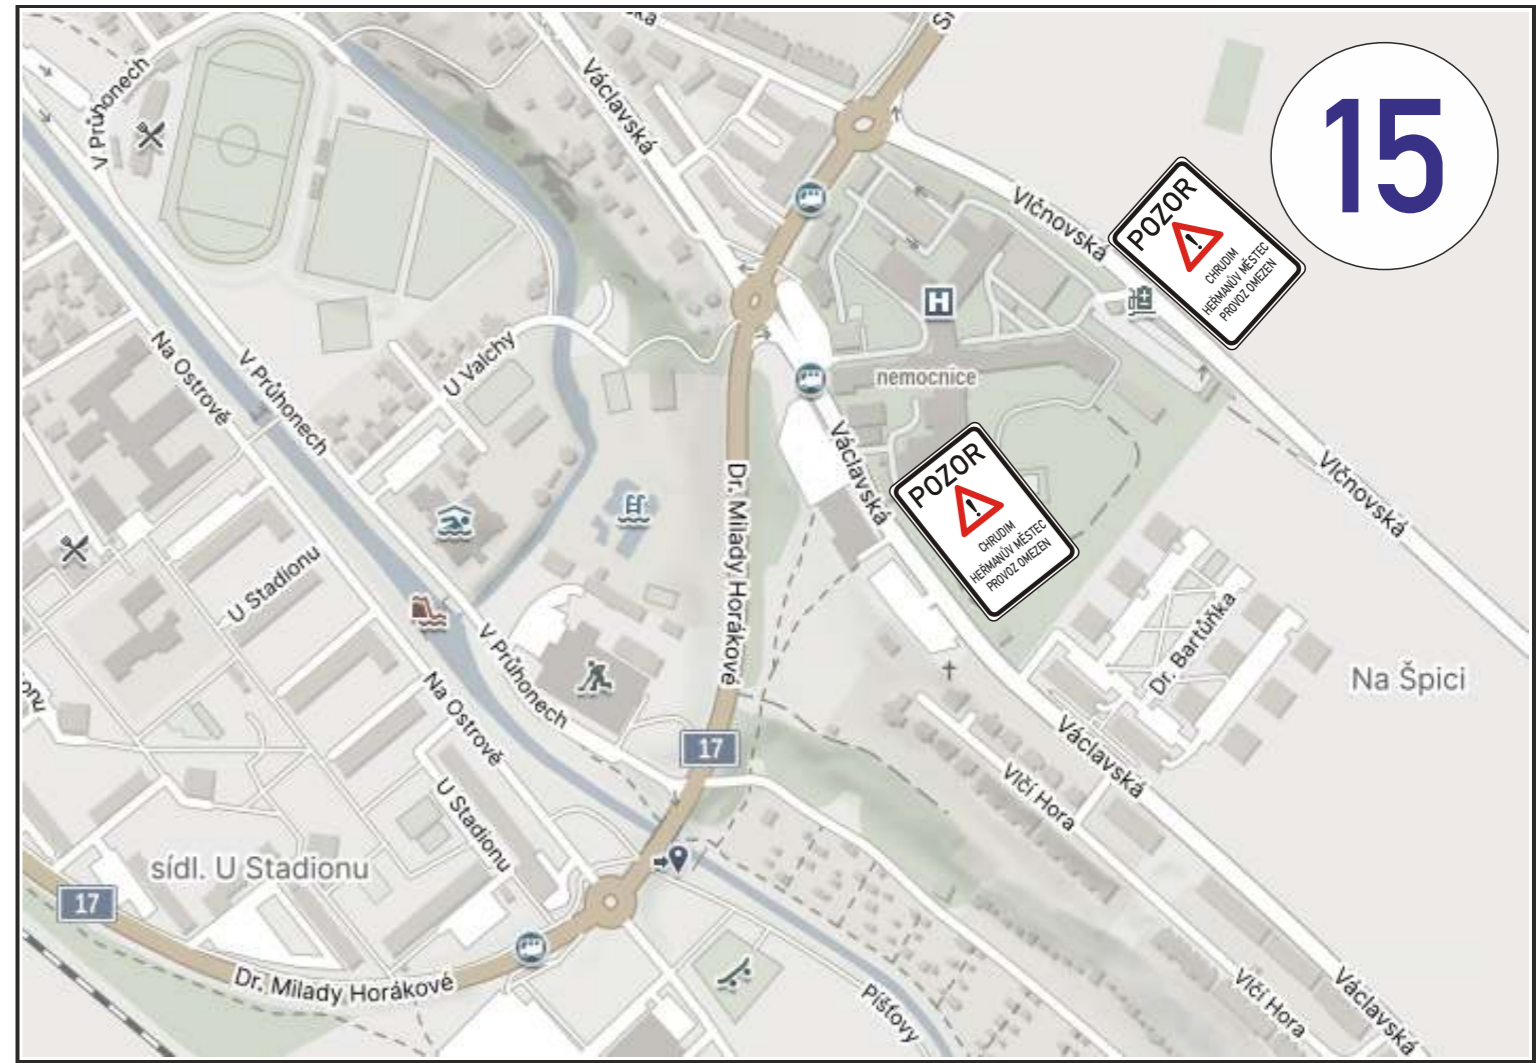 15
V Průhonech
Václavská
Vlčnovská
POZOR
!
CHRUDIM
HEŘMANŮV MĚSTEC
PROVOZ OMEZEN
H
nemocnice
Na Ostrově
V Průhonech
U Valchy
Václavská
Vlčnovská
POZOR
!
CHRUDIM
HEŘMANŮV MĚSTEC
PROVOZ OMEZEN
Dr. Milady Horákové
U Stadionu
V Průhonech
Dr. Bartůňka
Na Špici
Na Ostrově
17
Václavská
Vlčí Hora
U Stadionu
sídl. U Stadionu
17
Dr. Milady Horákové
Píšťovy
Vlčí Hora
Václavská